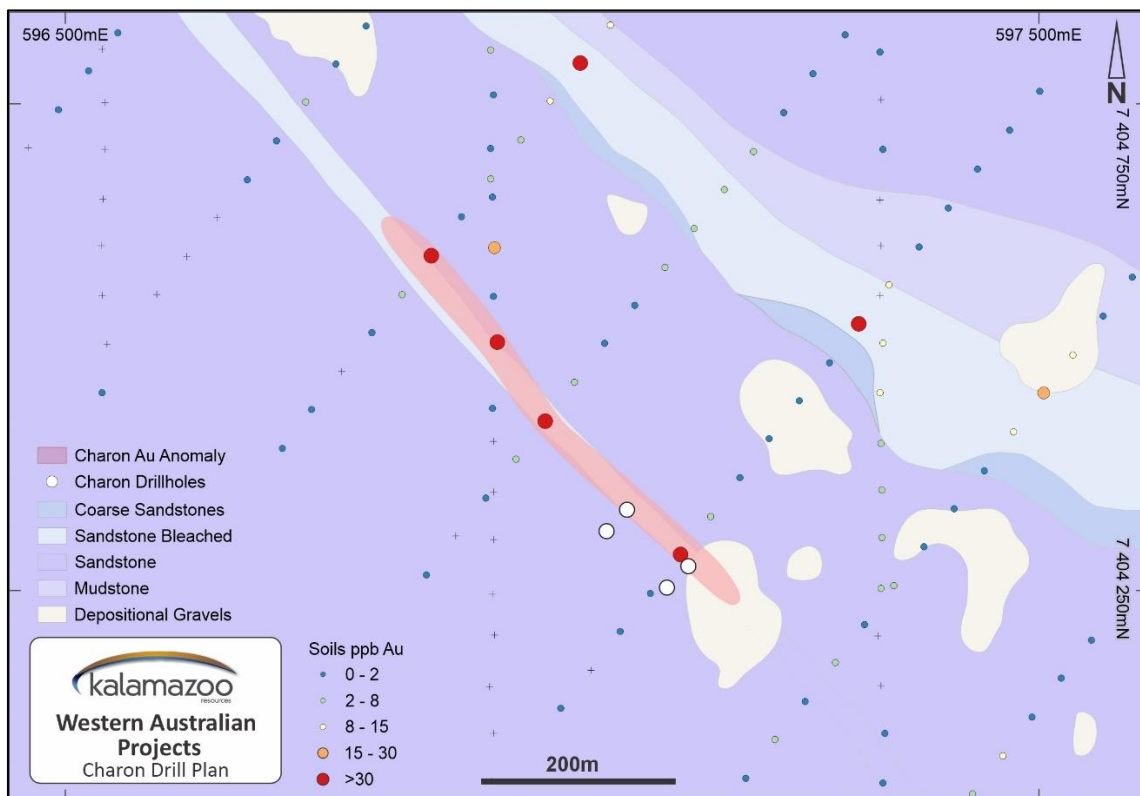 596 500mE
597 500mE
N
7 404 750mN
7 404 250mN
Charon Au Anomaly
Charon Drillholes
Coarse Sandstones
Sandstone Bleached
Sandstone
Mudstone
Depositional Gravels
kalamazoo
resources
Western Australian
Projects
Charon Drill Plan
Soils ppb Au
0 - 2
2 - 8
8 - 15
15 - 30
>30
200m